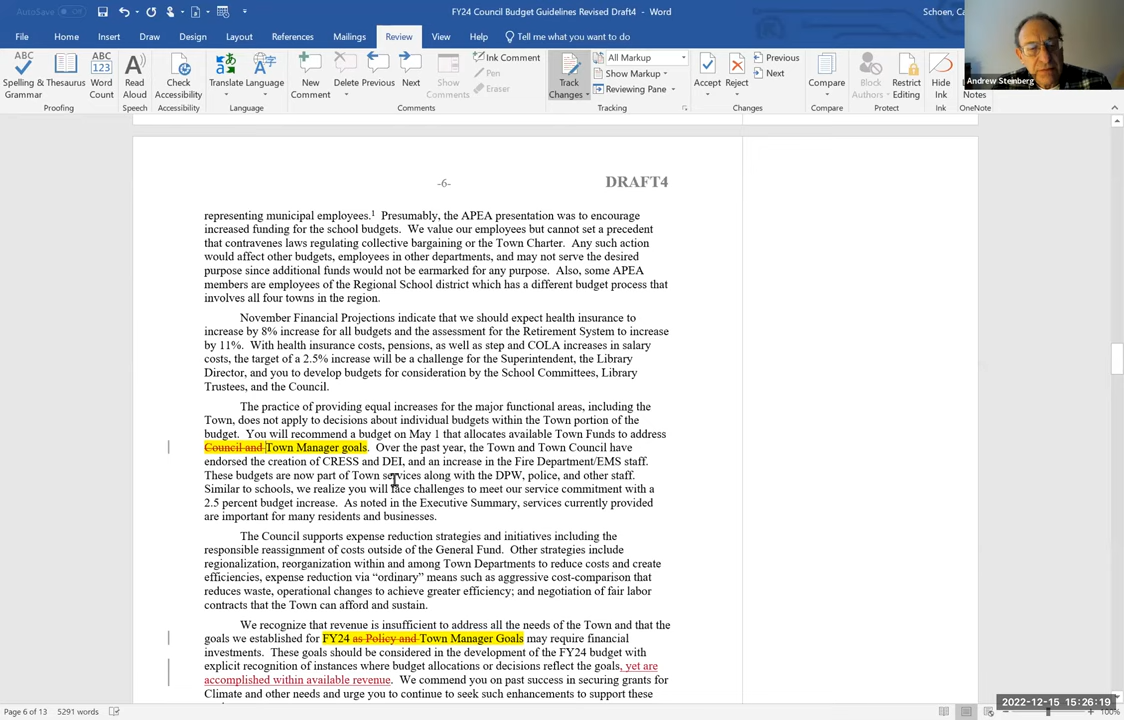 AutoSave Off
FY24 Council Budget Guidelines Revised Draft4 - Word
Schoen, Ca
File Home Insert Draw Design Layout References Mailings Review View Help Tell me what you want to do
Spelling & Grammar
Thesaurus
Word Count
Read Aloud
Check Accessibility
Translate
Language
New Comment
Delete
Previous
Next
Show Comments
Ink Comment
Pen
Eraser
Track Changes
All Markup
Show Markup
Reviewing Pane
Accept
Reject
Previous
Next
Compare
Block Authors
Restrict Editing
Hide Ink
Notes
Andrew Steinberg
Proofing Speech Accessibility Language Comments Tracking Changes Compare Protect Ink OneNote
-6- DRAFT4
representing municipal employees.1 Presumably, the APEA presentation was to encourage
increased funding for the school budgets. We value our employees but cannot set a precedent
that contravenes laws regulating collective bargaining or the Town Charter. Any such action
would affect other budgets, employees in other departments, and may not serve the desired
purpose since additional funds would not be earmarked for any purpose. Also, some APEA
members are employees of the Regional School district which has a different budget process that
involves all four towns in the region.
November Financial Projections indicate that we should expect health insurance to
increase by 8% increase for all budgets and the assessment for the Retirement System to increase
by 11%. With health insurance costs, pensions, as well as step and COLA increases in salary
costs, the target of a 2.5% increase will be a challenge for the Superintendent, the Library
Director, and you to develop budgets for consideration by the School Committees, Library
Trustees, and the Council.
The practice of providing equal increases for the major functional areas, including the
Town, does not apply to decisions about individual budgets within the Town portion of the
budget. You will recommend a budget on May 1 that allocates available Town Funds to address
Council and Town Manager goals. Over the past year, the Town and Town Council have
endorsed the creation of CRESS and DEI, and an increase in the Fire Department/EMS staff.
These budgets are now part of Town services along with the DPW, police, and other staff.
Similar to schools, we realize you will face challenges to meet our service commitment with a
2.5 percent budget increase. As noted in the Executive Summary, services currently provided
are important for many residents and businesses.
The Council supports expense reduction strategies and initiatives including the
responsible reassignment of costs outside of the General Fund. Other strategies include
regionalization, reorganization within and among Town Departments to reduce costs and create
efficiencies, expense reduction via “ordinary” means such as aggressive cost-comparison that
reduces waste, operational changes to achieve greater efficiency; and negotiation of fair labor
contracts that the Town can afford and sustain.
We recognize that revenue is insufficient to address all the needs of the Town and that the
goals we established for FY24 as Policy and Town Manager Goals may require financial
investments. These goals should be considered in the development of the FY24 budget with
explicit recognition of instances where budget allocations or decisions reflect the goals, yet are
accomplished within available revenue. We commend you on past success in securing grants for
Climate and other needs and urge you to continue to seek such enhancements to support these
Page 6 of 13 5291 words
2022-12-15 15:26:19
100%